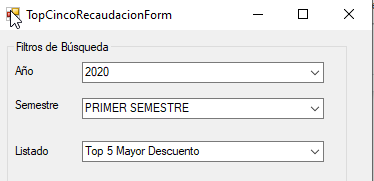 TopCincoRecaudacionForm
Filtros de Búsqueda
Año 2020
Semestre PRIMER SEMESTRE
Listado Top 5 Mayor Descuento